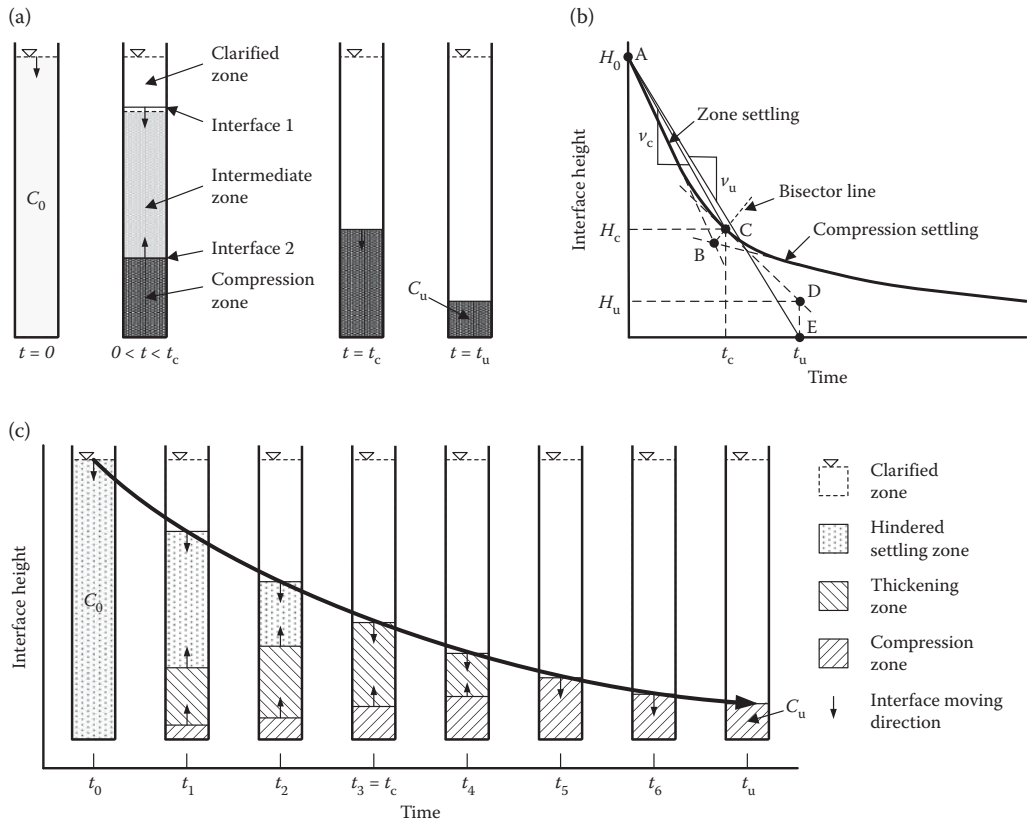 (a)
Clarified
zone
Interface 1
C0
Intermediate
zone
Interface 2
Compression
zone
Cu
t = 0
0 < t < tc
t = tc
t = tu
(b)
H0
A
Zone settling
vc
vu
Bisector line
Interface height
Hc
C
B
Compression settling
Hu
D
E
tc
tu
Time
(c)
Interface height
C0
Cu
t0
t1
t2
t3 = tc
t4
t5
t6
tu
Time
Clarified
zone
Hindered
settling zone
Thickening
zone
Compression
zone
Interface moving
direction